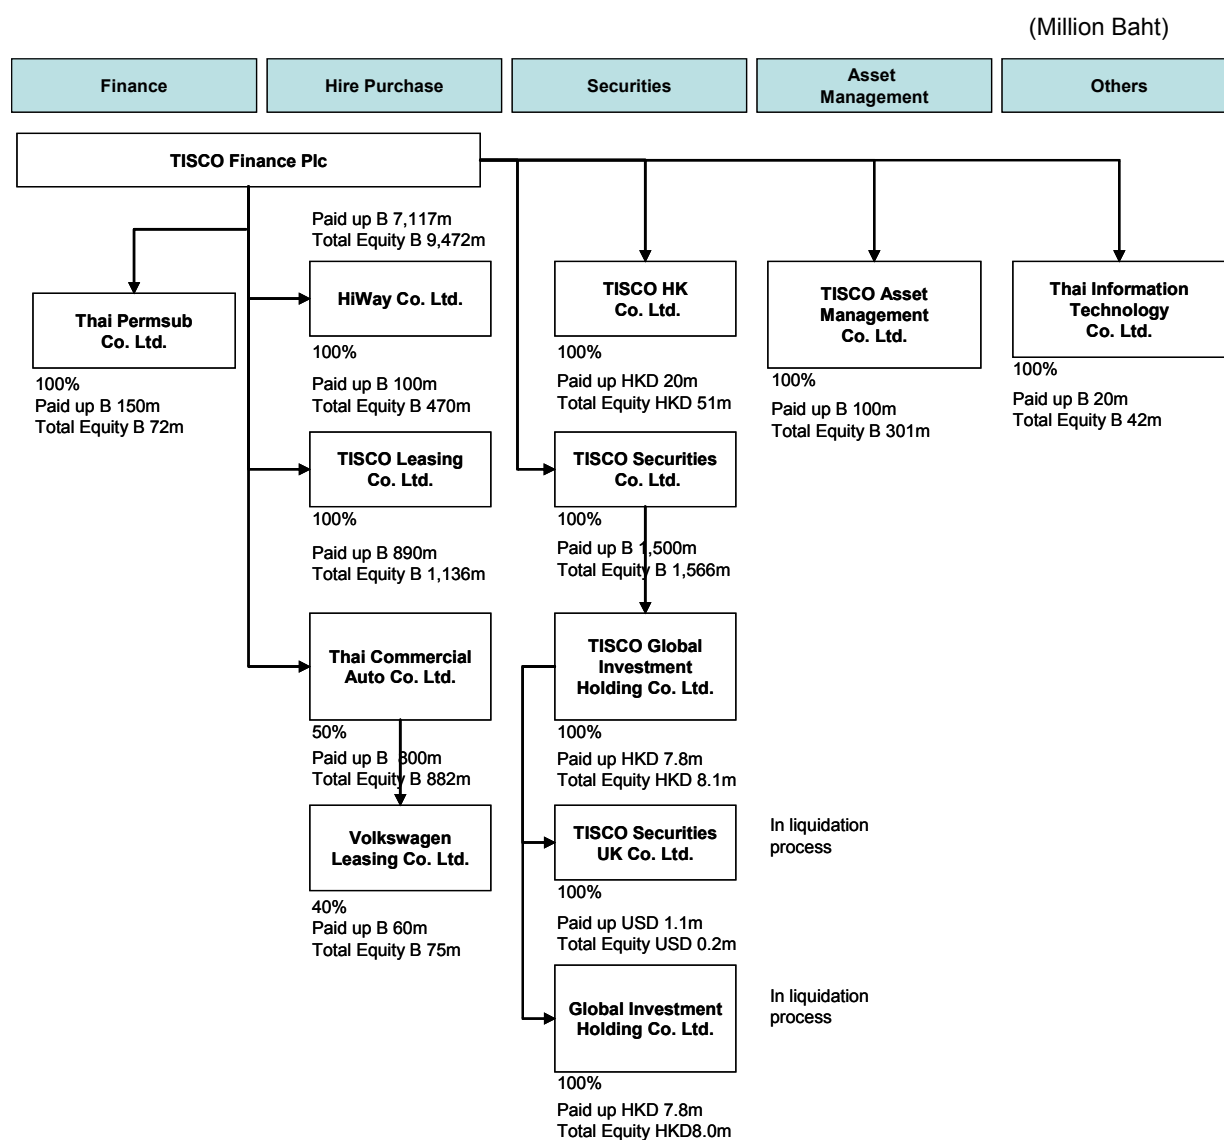 (Million Baht)
Finance
Hire Purchase
Securities
Asset
Management
Others
TISCO Finance Plc
Paid up B 7,117m
Total Equity B 9,472m
Thai Permsub
Co. Ltd.
100%
Paid up B 150m
Total Equity B 72m
HiWay Co. Ltd.
100%
Paid up B 100m
Total Equity B 470m
TISCO Leasing
Co. Ltd.
100%
Paid up B 890m
Total Equity B 1,136m
Thai Commercial
Auto Co. Ltd.
50%
Paid up B 800m
Total Equity B 882m
Volkswagen
Leasing Co. Ltd.
40%
Paid up B 60m
Total Equity B 75m
TISCO HK
Co. Ltd.
100%
Paid up HKD 20m
Total Equity HKD 51m
TISCO Securities
Co. Ltd.
100%
Paid up B 1,500m
Total Equity B 1,566m
TISCO Global
Investment
Holding Co. Ltd.
100%
Paid up HKD 7.8m
Total Equity HKD 8.1m
TISCO Securities
UK Co. Ltd.
100%
Paid up USD 1.1m
Total Equity USD 0.2m
In liquidation
process
Global Investment
Holding Co. Ltd.
100%
Paid up HKD 7.8m
Total Equity HKD8.0m
In liquidation
process
TISCO Asset
Management
Co. Ltd.
100%
Paid up B 100m
Total Equity B 301m
Thai Information
Technology
Co. Ltd.
100%
Paid up B 20m
Total Equity B 42m